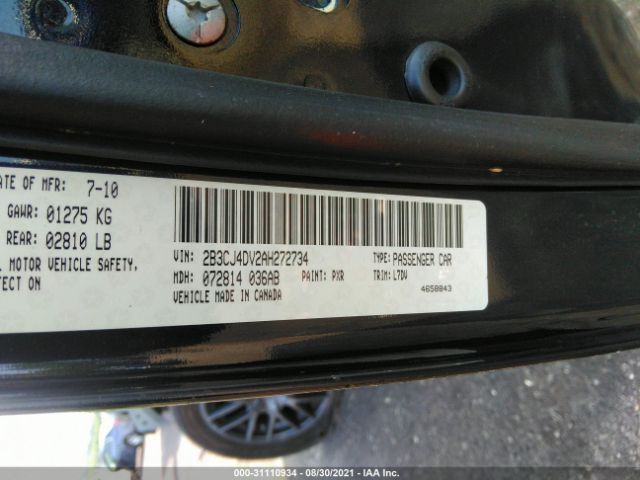 ATE OF MFR: 7-10
GAWR: 01275 KG
REAR: 02810 LB
L MOTOR VEHICLE SAFETY.
FECT ON
VIN: 2B3CJ4DV2AH272734 TYPE: PASSENGER CAR
MDH: 072814 036AB PAINT: PXR TRIM: L7DV
VEHICLE MADE IN CANADA 4658843
000-31110934 - 08/30/2021 - IAA Inc.